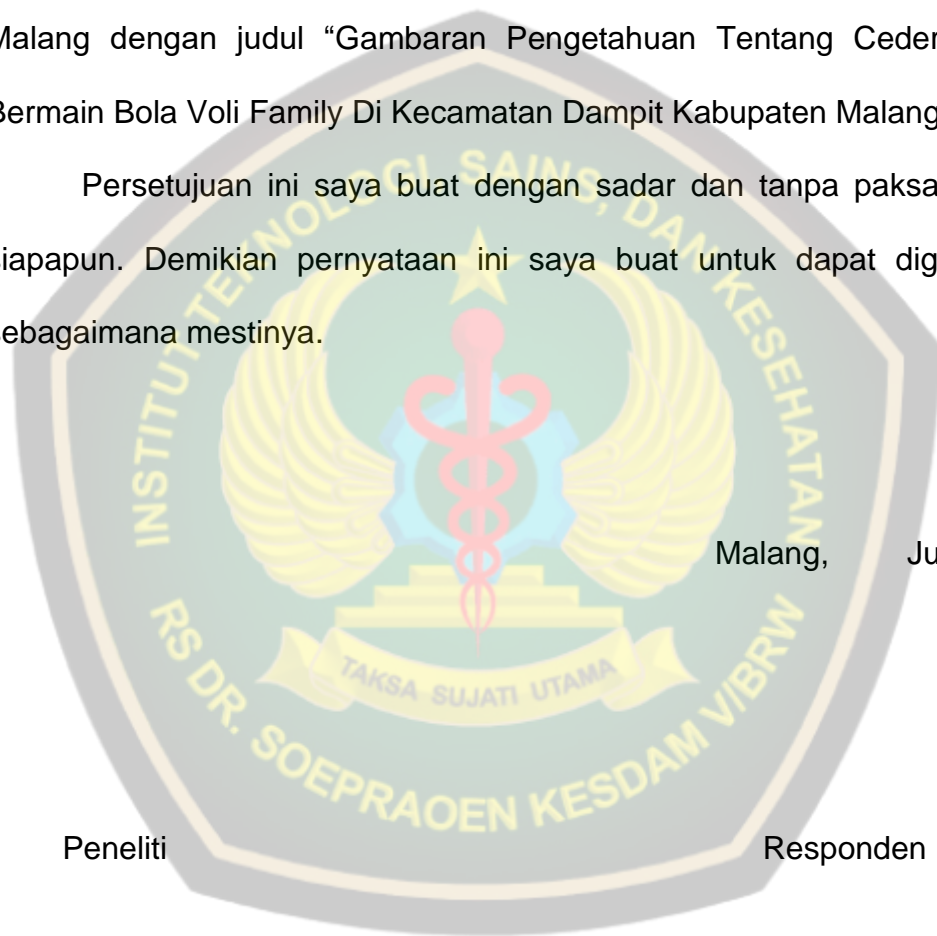 Malang dengan judul “Gambaran Pengetahuan Tentang Ceder
Bermain Bola Voli Family Di Kecamatan Dampit Kabupaten Malang
Persetujuan ini saya buat dengan sadar dan tanpa paksa
siapapun. Demikian pernyataan ini saya buat untuk dapat dig
sebagaimana mestinya.
INSTITUT TEKNOLOGI, SAINS, DAN KESEHATAN
Malang, Ju
TAKSA SUJATI UTAMA
RS DR. SOEPRAOEN KESDAM V/BRW
Peneliti Responden